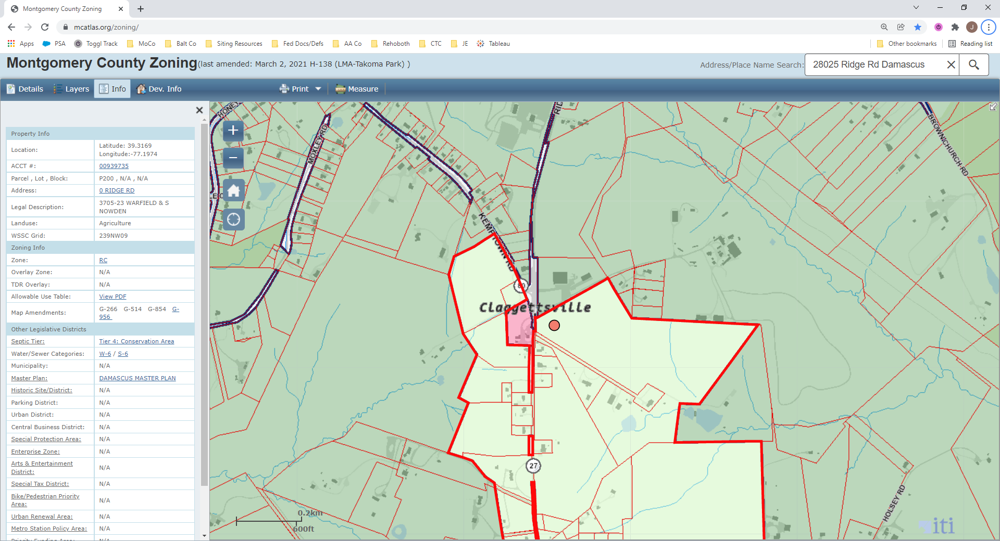 Montgomery County Zoning
mcatlas.org/zoning/
J
Apps PSA Toggl Track MoCo Balt Co Siting Resources Fed Docs/Defs AA Co Rehoboth CTC JE Tableau Other bookmarks Reading list
Montgomery County Zoning(last amended: March 2, 2021 H-138 (LMA-Takoma Park) )
Address/Place Name Search: 28025 Ridge Rd Damascus
Details Layers Info Dev. Info Print Measure
Property Info
Location: Latitude: 39.3169
Longitude:-77.1974
ACCT #: 00939735
Parcel , Lot , Block: P200 , N/A , N/A
Address: 0 RIDGE RD
Legal Description: 3705-23 WARFIELD & S
NOWDEN
Landuse: Agriculture
WSSC Grid: 239NW09
Zoning Info
Zone: RC
Overlay Zone: N/A
TDR Overlay: N/A
Allowable Use Table: View PDF
Map Amendments: G-266 G-514 G-854 G-
956
Other Legislative Districts
Septic Tier: Tier 4: Conservation Area
Water/Sewer Categories: W-6 / S-6
Municipality: N/A
Master Plan: DAMASCUS MASTER PLAN
Historic Site/District: N/A
Parking District: N/A
Urban District: N/A
Central Business District: N/A
Special Protection Area: N/A
Enterprise Zone: N/A
Arts & Entertainment
District: N/A
Special Tax District: N/A
Bike/Pedestrian Priority
Area: N/A
Urban Renewal Area: N/A
Metro Station Policy Area: N/A
Priority Funding Area: N/A
HONEY
MOXLEY RD
RID
BROWN CHURCH RD
LE C
KEMPTOWN RD
80
Claggettsville
27
HOLSEY RD
0.2km
600ft
iti